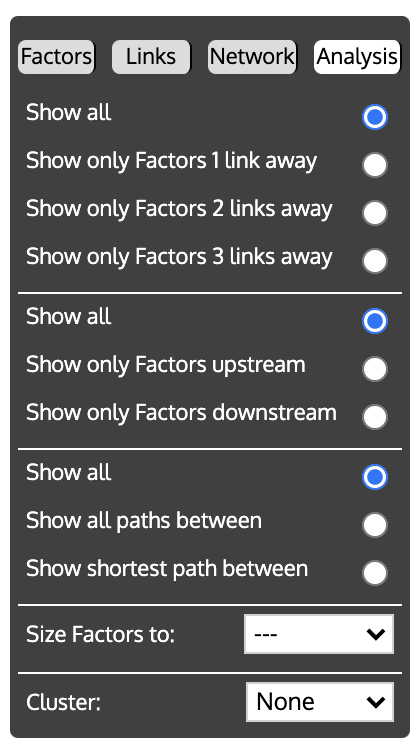 Factors Links Network Analysis
Show all
Show only Factors 1 link away
Show only Factors 2 links away
Show only Factors 3 links away
Show all
Show only Factors upstream
Show only Factors downstream
Show all
Show all paths between
Show shortest path between
Size Factors to: ---
Cluster: None